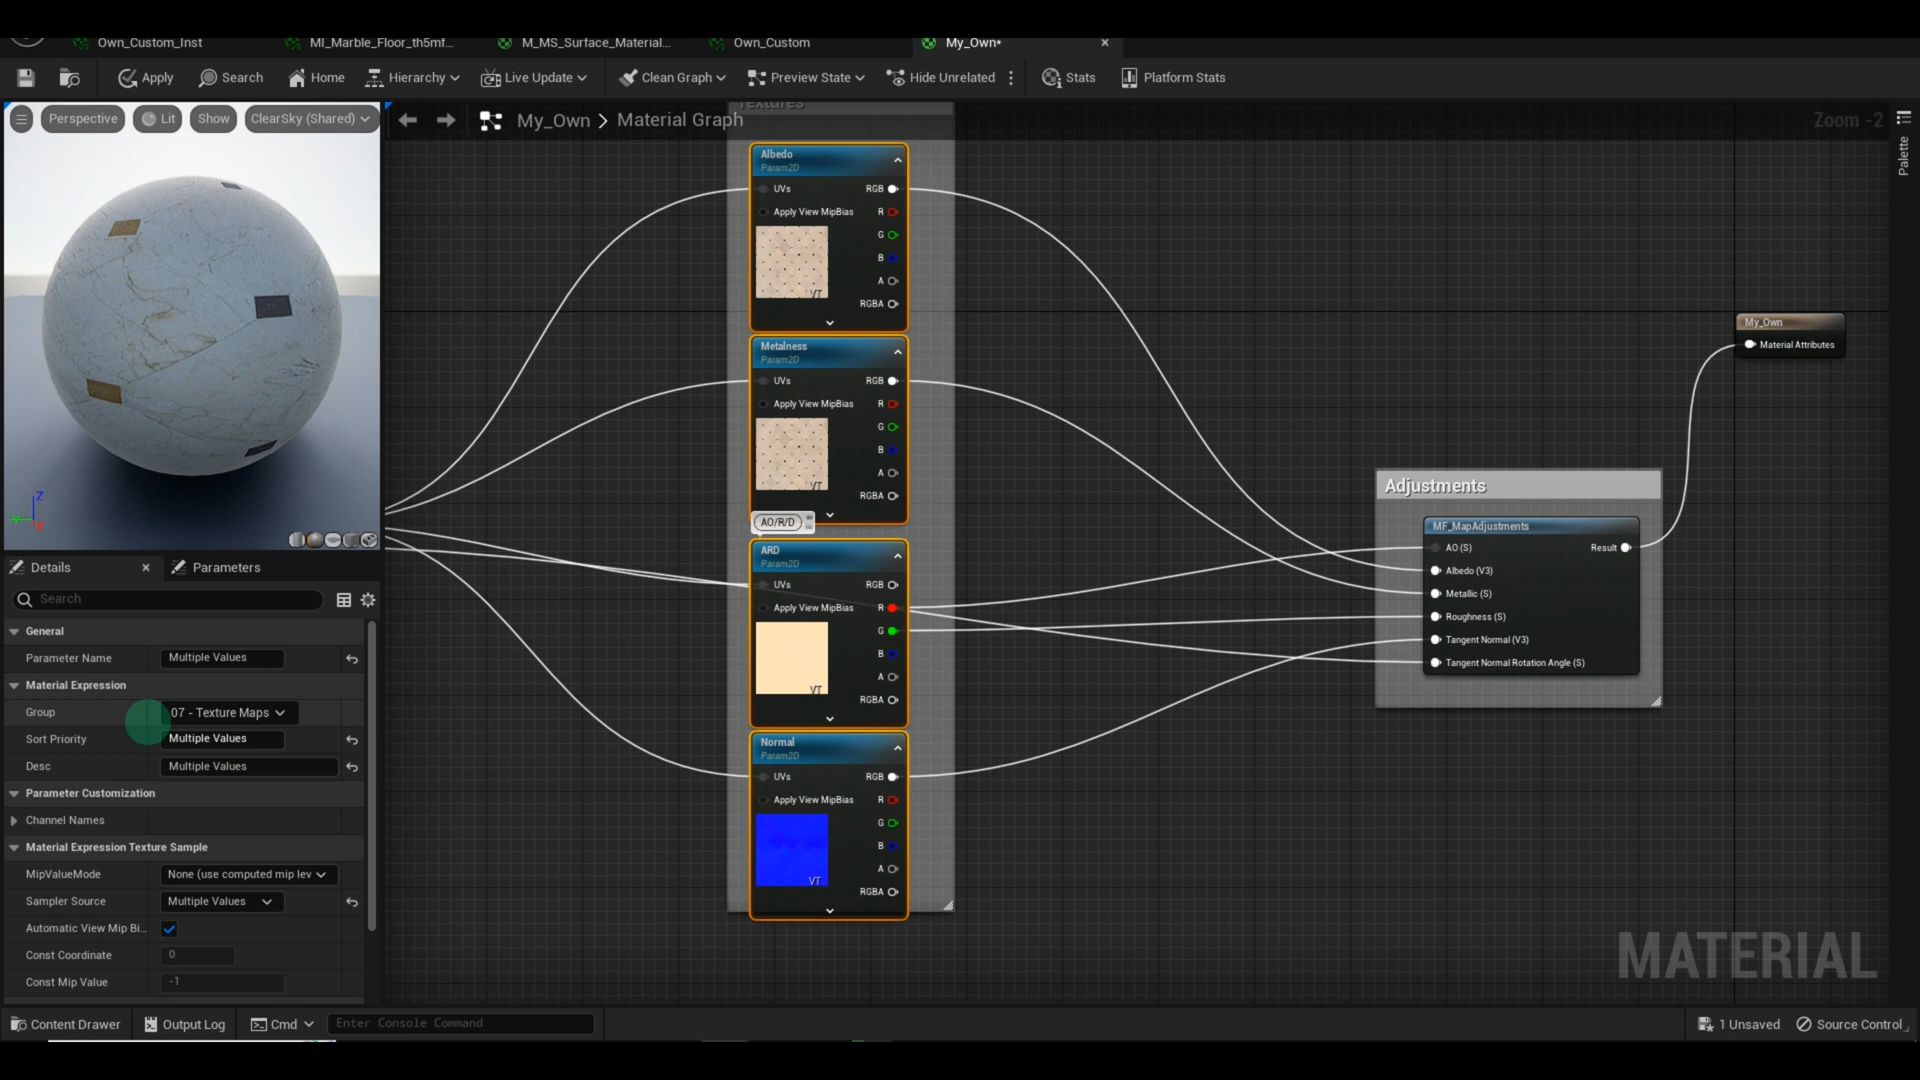 Own_Custom_Inst
MI_Marble_Floor_th5mf...
M_MS_Surface_Material...
Own_Custom
My_Own*
Apply
Search
Home
Hierarchy
Live Update
Clean Graph
Preview State
Hide Unrelated
Stats
Platform Stats
Perspective
Lit
Show
ClearSky (Shared)
My_Own > Material Graph
Textures
Zoom -2
Palette
Z
X
Albedo
Param2D
UVs
RGB
Apply View MipBias
R
G
B
A
VT
RGBA
Metalness
Param2D
UVs
RGB
Apply View MipBias
R
G
B
A
VT
RGBA
AO/R/D
ARD
Param2D
UVs
RGB
Apply View MipBias
R
G
B
A
VT
RGBA
Normal
Param2D
UVs
RGB
Apply View MipBias
R
G
B
A
VT
RGBA
My_Own
Material Attributes
Adjustments
MF_MapAdjustments
AO (S)
Result
Albedo (V3)
Metallic (S)
Roughness (S)
Tangent Normal (V3)
Tangent Normal Rotation Angle (S)
MATERIAL
Details
Parameters
Search
General
Parameter Name
Multiple Values
Material Expression
Group
07 - Texture Maps
Sort Priority
Multiple Values
Desc
Multiple Values
Parameter Customization
Channel Names
Material Expression Texture Sample
MipValueMode
None (use computed mip lev
Sampler Source
Multiple Values
Automatic View Mip Bi...
Const Coordinate
0
Const Mip Value
-1
Content Drawer
Output Log
Cmd
Enter Console Command
1 Unsaved
Source Control